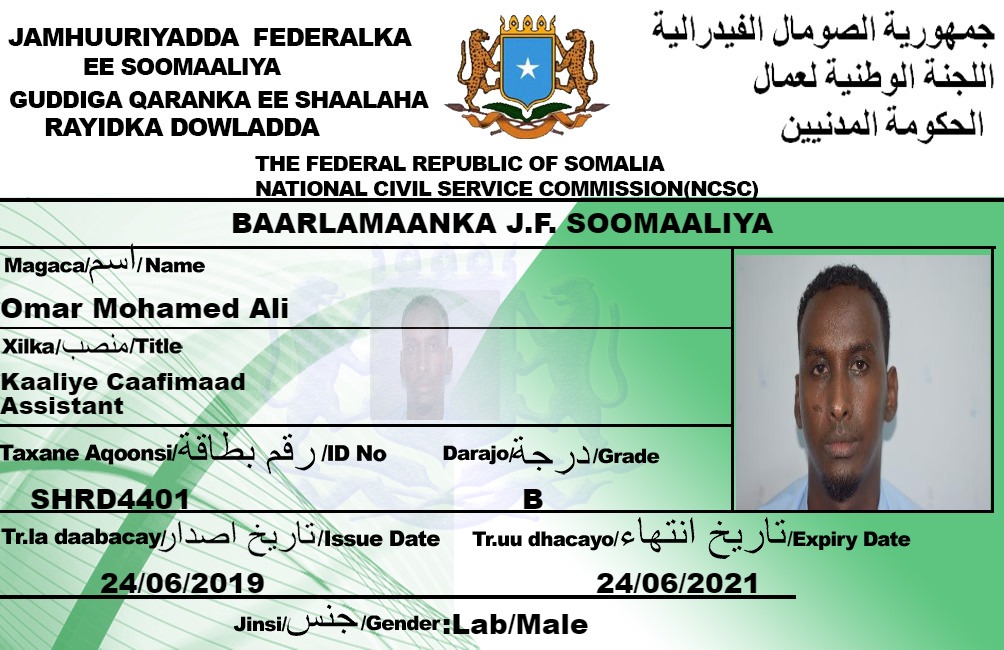 JAMHUURIYADDA FEDERALKA
EE SOOMAALIYA
GUDDIGA QARANKA EE SHAALAHA
RAYIDKA DOWLADDA
جمهورية الصومال الفيدرالية
اللجنة الوطنية لعمال
الحكومة المدنيين
THE FEDERAL REPUBLIC OF SOMALIA
NATIONAL CIVIL SERVICE COMMISSION(NCSC)
BAARLAMAANKA J.F. SOOMAALIYA
Magaca/اسم/Name
Omar Mohamed Ali
Xilka/منصب/Title
Kaaliye Caafimaad
Assistant
Taxane Aqoonsi/رقم بطاقة/ID No
Darajo/درجة/Grade
SHRD4401
B
Tr.la daabacay/تاريخ اصدار/Issue Date
Tr.uu dhacayo/تاريخ انتهاء/Expiry Date
24/06/2019
24/06/2021
Jinsi/جنس/Gender:Lab/Male